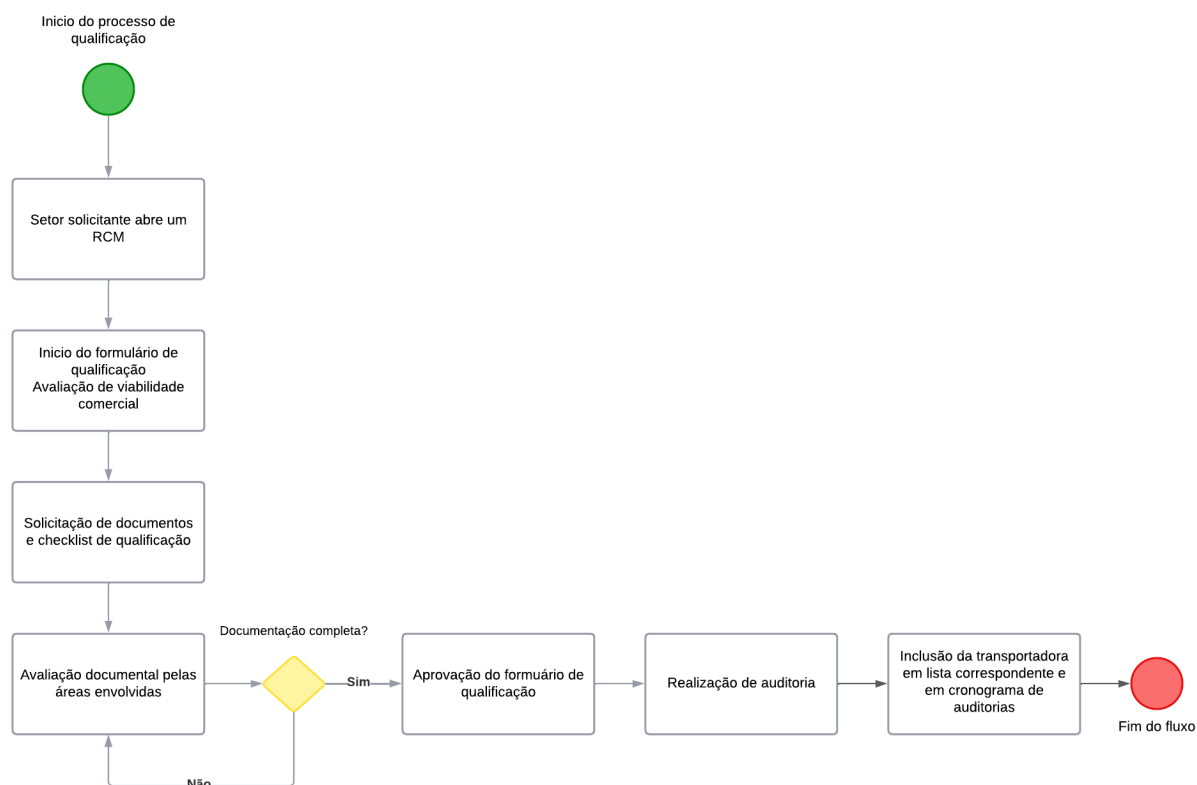 Inicio do processo de
qualificação
Setor solicitante abre um
RCM
Inicio do formulário de
qualificação
Avaliação de viabilidade
comercial
Solicitação de documentos
e checklist de qualificação
Avaliação documental pelas
áreas envolvidas
Documentação completa?
Sim
Não
Aprovação do formuário de
qualificação
Realização de auditoria
Inclusão da transportadora
em lista correspondente e
em cronograma de
auditorias
Fim do fluxo